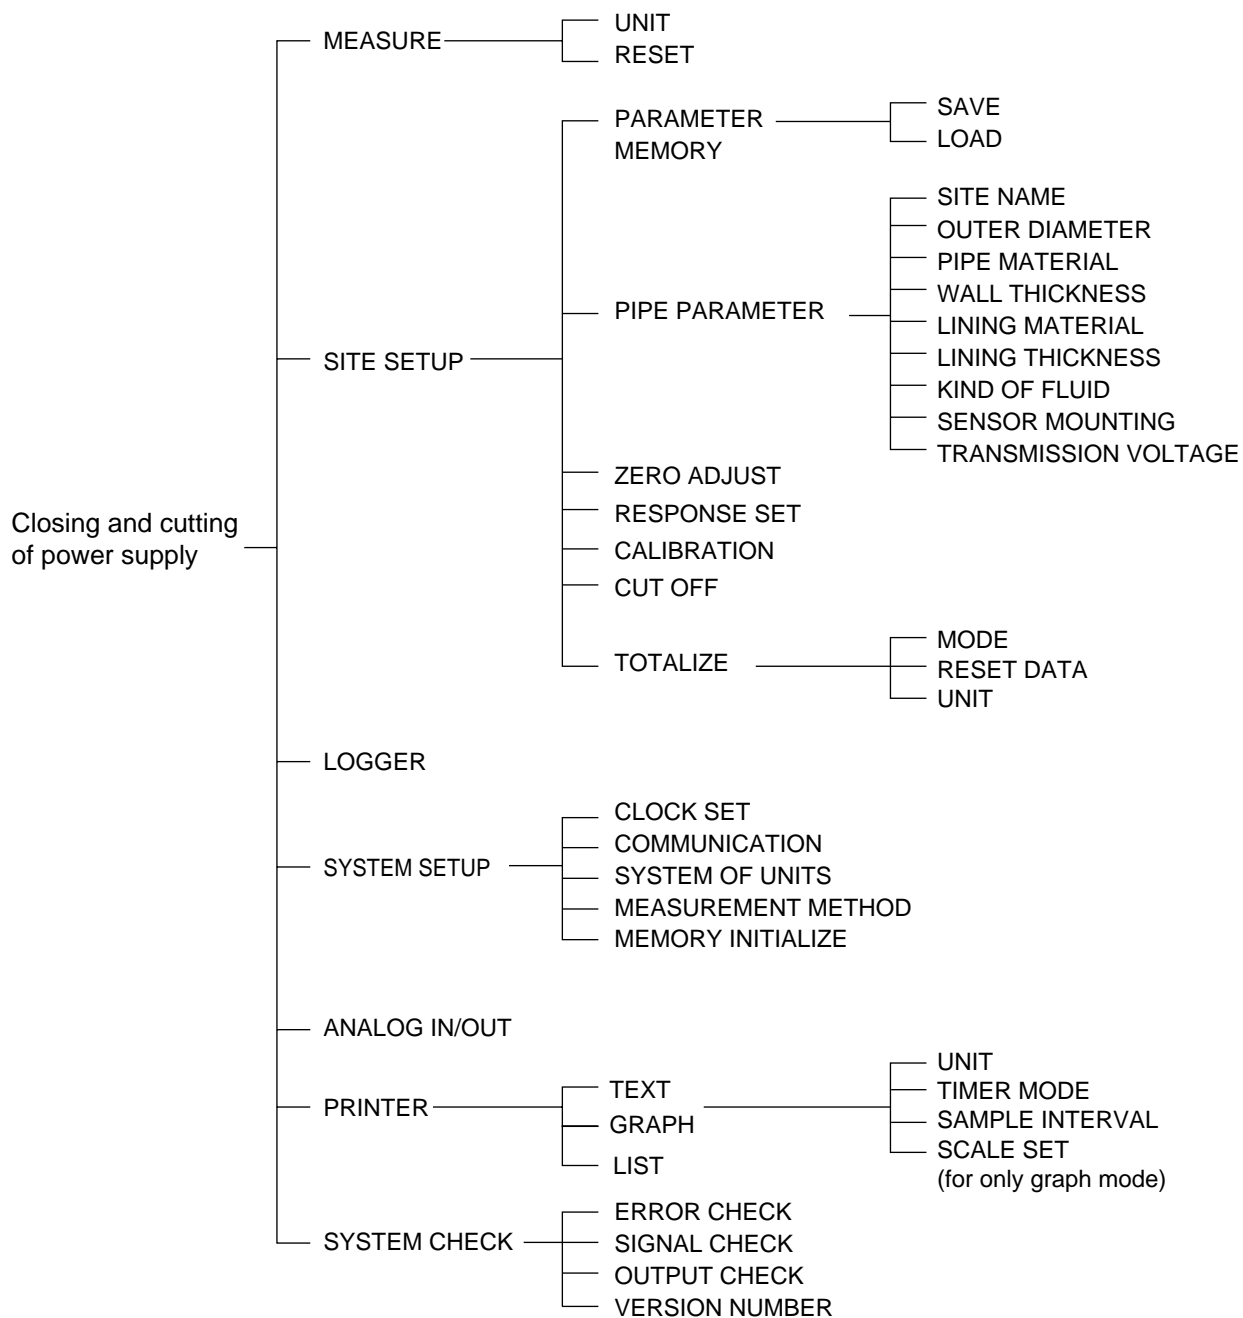 Closing and cutting
of power supply
MEASURE
UNIT
RESET
SITE SETUP
PARAMETER
MEMORY
SAVE
LOAD
PIPE PARAMETER
SITE NAME
OUTER DIAMETER
PIPE MATERIAL
WALL THICKNESS
LINING MATERIAL
LINING THICKNESS
KIND OF FLUID
SENSOR MOUNTING
TRANSMISSION VOLTAGE
ZERO ADJUST
RESPONSE SET
CALIBRATION
CUT OFF
TOTALIZE
MODE
RESET DATA
UNIT
LOGGER
SYSTEM SETUP
CLOCK SET
COMMUNICATION
SYSTEM OF UNITS
MEASUREMENT METHOD
MEMORY INITIALIZE
ANALOG IN/OUT
PRINTER
TEXT
GRAPH
LIST
UNIT
TIMER MODE
SAMPLE INTERVAL
SCALE SET
(for only graph mode)
SYSTEM CHECK
ERROR CHECK
SIGNAL CHECK
OUTPUT CHECK
VERSION NUMBER